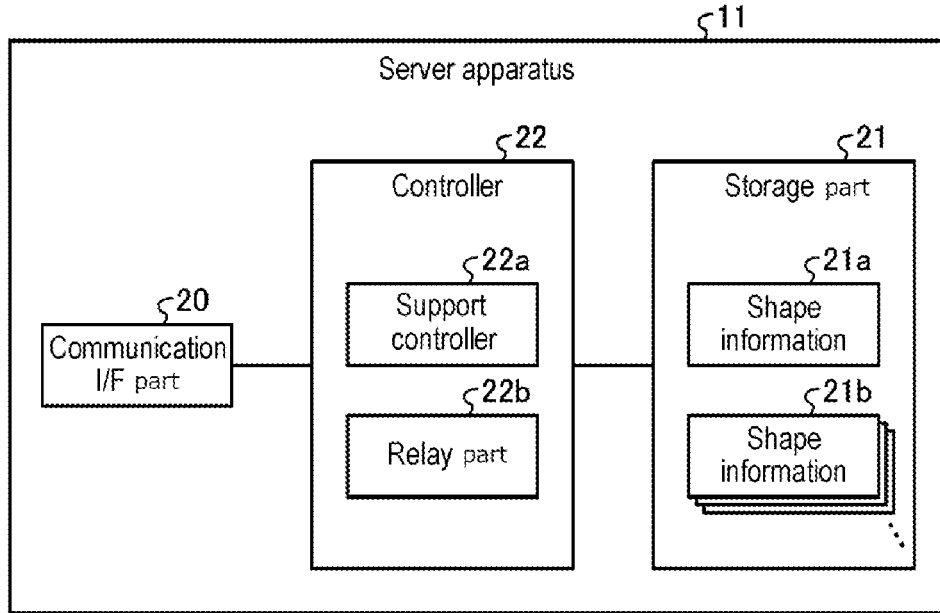 11
Server apparatus
22
Controller
21
Storage part
22a
Support
controller
21a
Shape
information
20
Communication
I/F part
22b
Relay part
21b
Shape
information